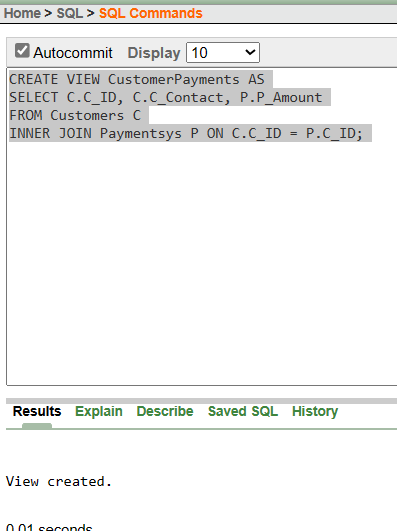 Home > SQL > SQL Commands
Autocommit Display 10
CREATE VIEW CustomerPayments AS
SELECT C.C_ID, C.C_Contact, P.P_Amount
FROM Customers C
INNER JOIN Paymentsys P ON C.C_ID = P.C_ID;
Results Explain Describe Saved SQL History
View created.
0.01 seconds